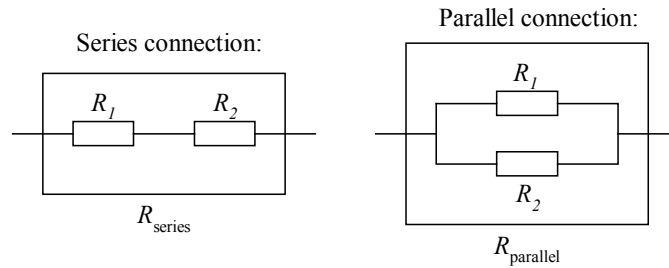 Series connection:
R1 R2
Rseries
Parallel connection:
R1
R2
Rparallel